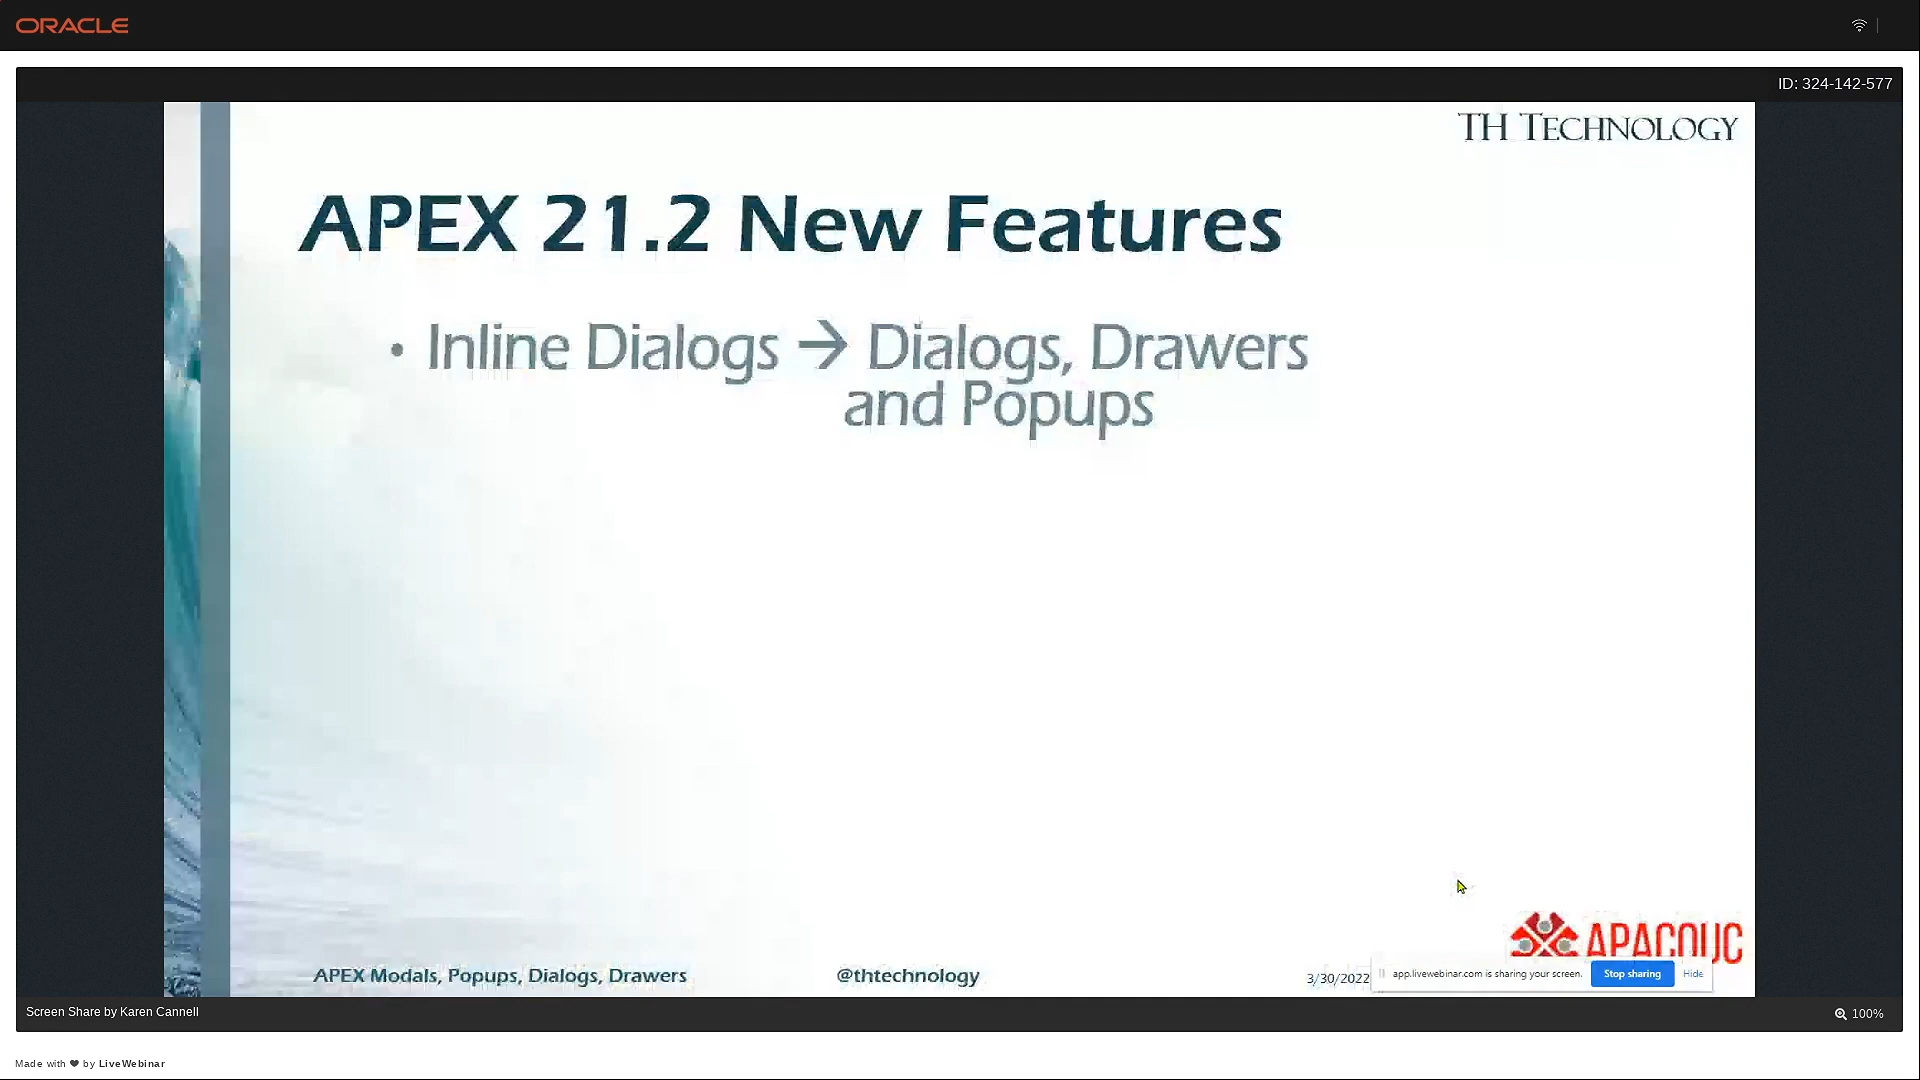 ORACLE
ID: 324-142-577
TH TECHNOLOGY
APEX 21.2 New Features
• Inline Dialogs → Dialogs, Drawers
and Popups
APACOUC
APEX Modals, Popups, Dialogs, Drawers
@thtechnology
3/30/2022
app.livewebinar.com is sharing your screen.
Stop sharing
Hide
Screen Share by Karen Cannell
100%
Made with ❤ by LiveWebinar